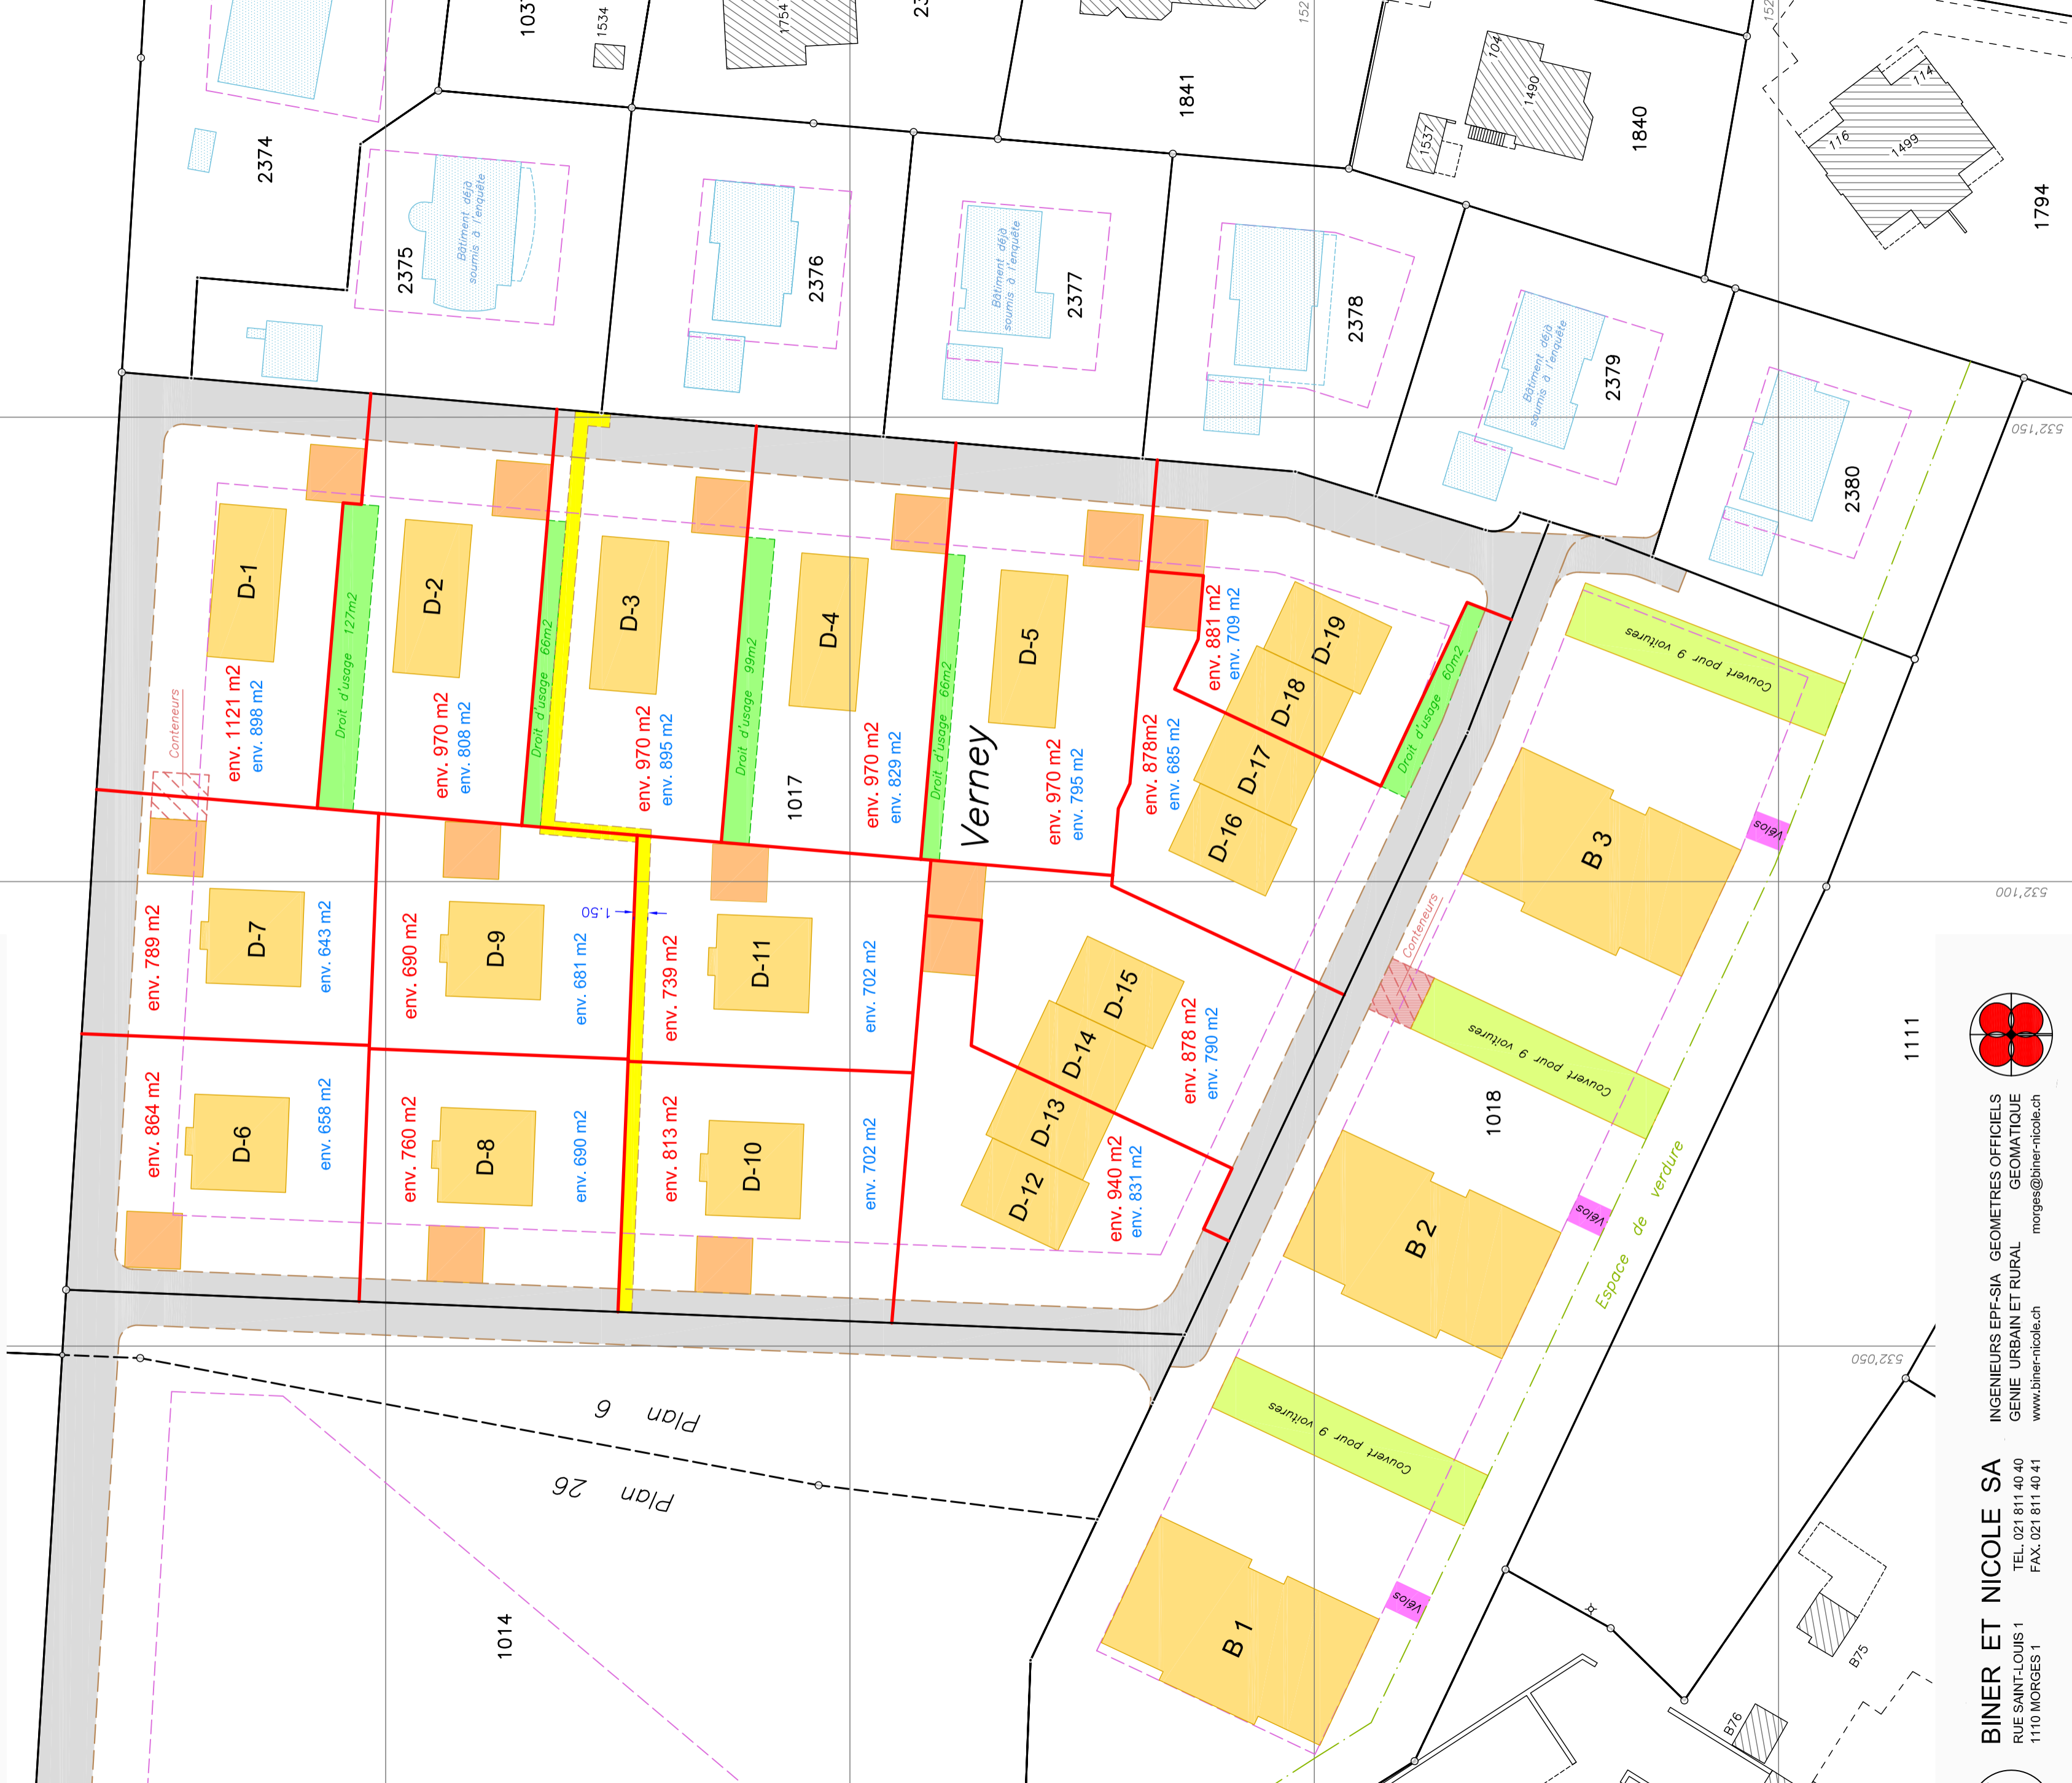 1037
1534
1754
1841
104
1490
1537
1840
114
116
1499
1794
2374
2375
Bâtiment déjà
soumis à l'enquête
2376
Bâtiment déjà
soumis à l'enquête
2377
2378
Bâtiment déjà
soumis à l'enquête
2379
2380
532'150
D-1
env. 1121 m2
env. 898 m2
Conteneurs
Droit d'usage 127m2
D-2
env. 970 m2
env. 808 m2
Droit d'usage 66m2
D-3
env. 970 m2
env. 895 m2
Droit d'usage 99m2
1017
D-4
env. 970 m2
env. 829 m2
Droit d'usage 66m2
Verney
D-5
env. 970 m2
env. 795 m2
env. 878m2
env. 685 m2
env. 881 m2
env. 709 m2
D-19
D-18
D-17
D-16
Droit d'usage 60m2
Couvert pour 9 voitures
B 3
Vélos
532'100
D-7
env. 789 m2
env. 643 m2
D-9
env. 690 m2
env. 681 m2
1.50
D-11
env. 739 m2
env. 702 m2
D-15
D-14
env. 878 m2
env. 790 m2
D-13
D-12
env. 940 m2
env. 831 m2
Conteneurs
Couvert pour 9 voitures
1018
1111
D-6
env. 864 m2
env. 658 m2
D-8
env. 760 m2
env. 690 m2
D-10
env. 813 m2
env. 702 m2
B 2
Vélos
Espace de verdure
532'050
Plan 6
Plan 26
1014
Couvert pour 9 voitures
B 1
Vélos
B75
B76
BINER ET NICOLE SA
INGENIEURS EPF-SIA GEOMETRES OFFICIELS
GENIE URBAIN ET RURAL GEOMATIQUE
www.biner-nicole.ch morges@biner-nicole.ch
RUE SAINT-LOUIS 1 TEL. 021 811 40 40
1110 MORGES 1 FAX. 021 811 40 41